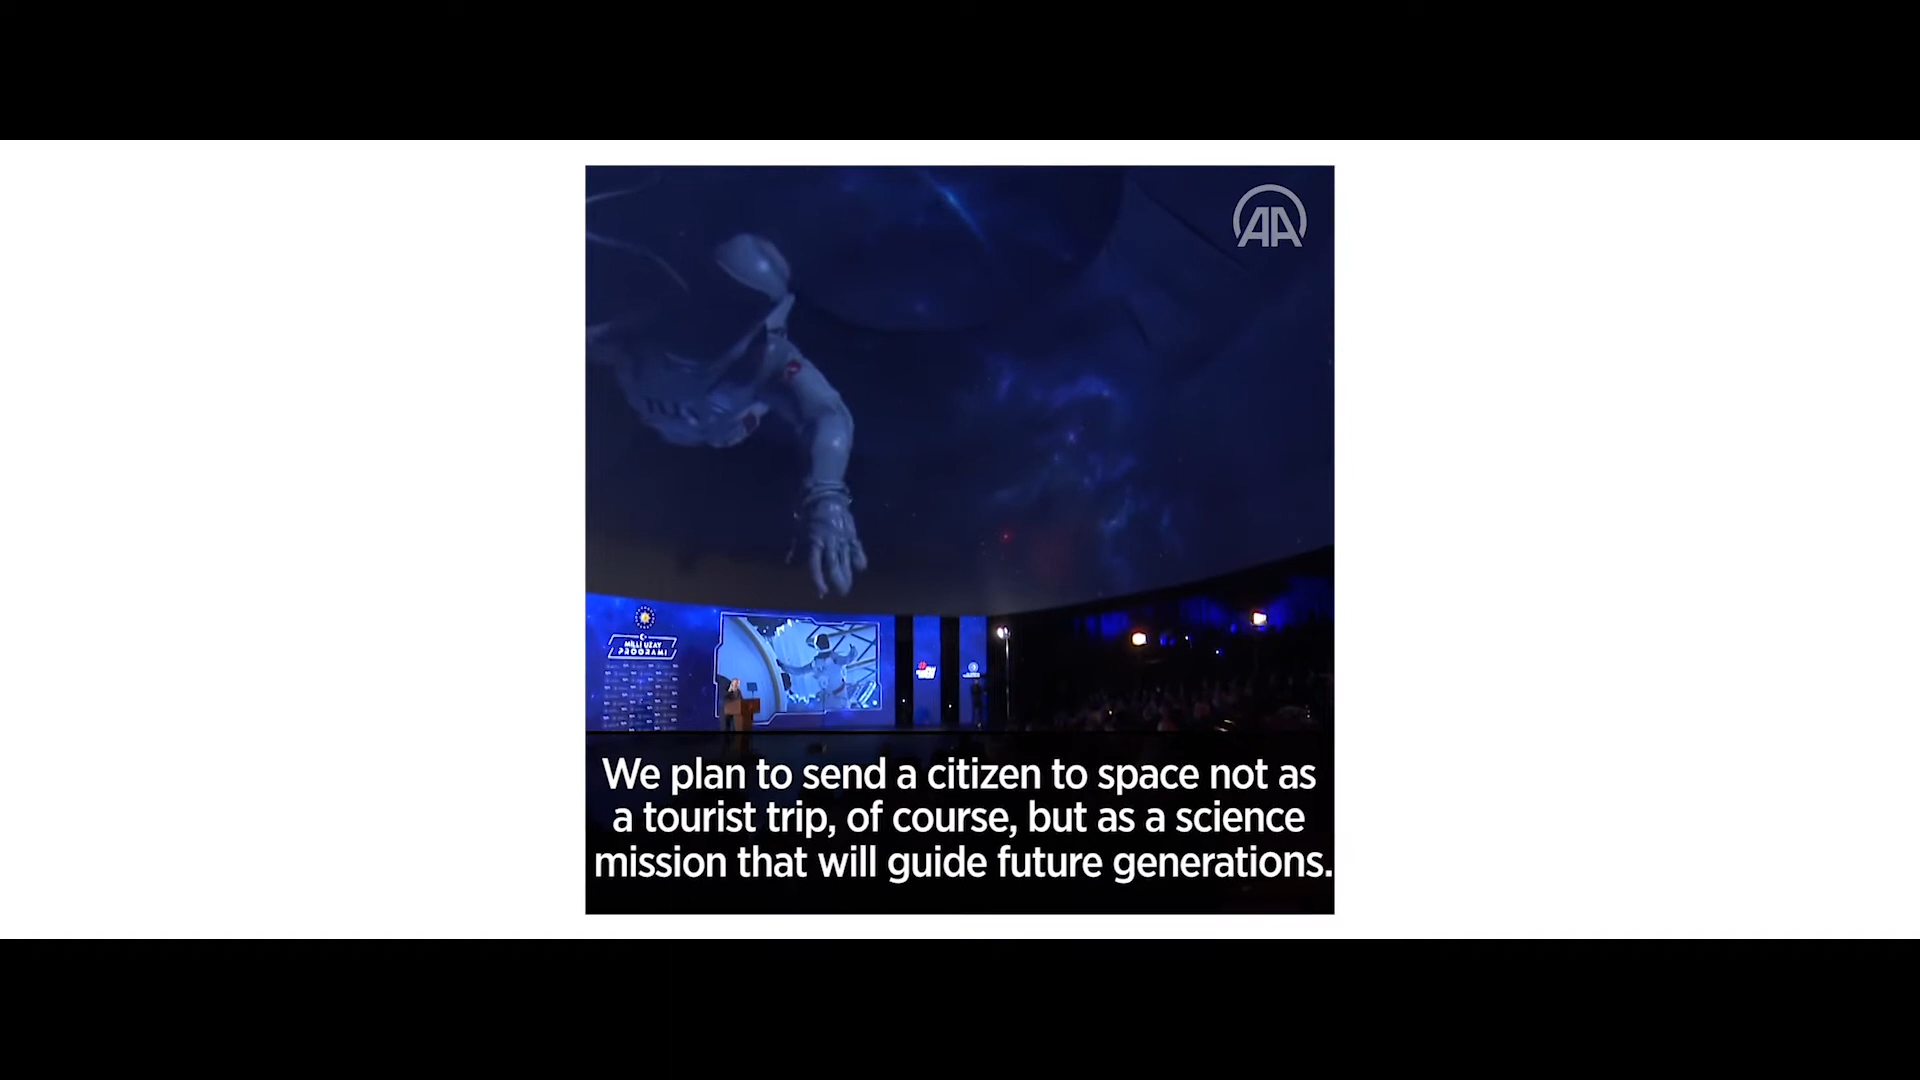 AA
MİLLİ UZAY
PROGRAMI
We plan to send a citizen to space not as
a tourist trip, of course, but as a science
mission that will guide future generations.